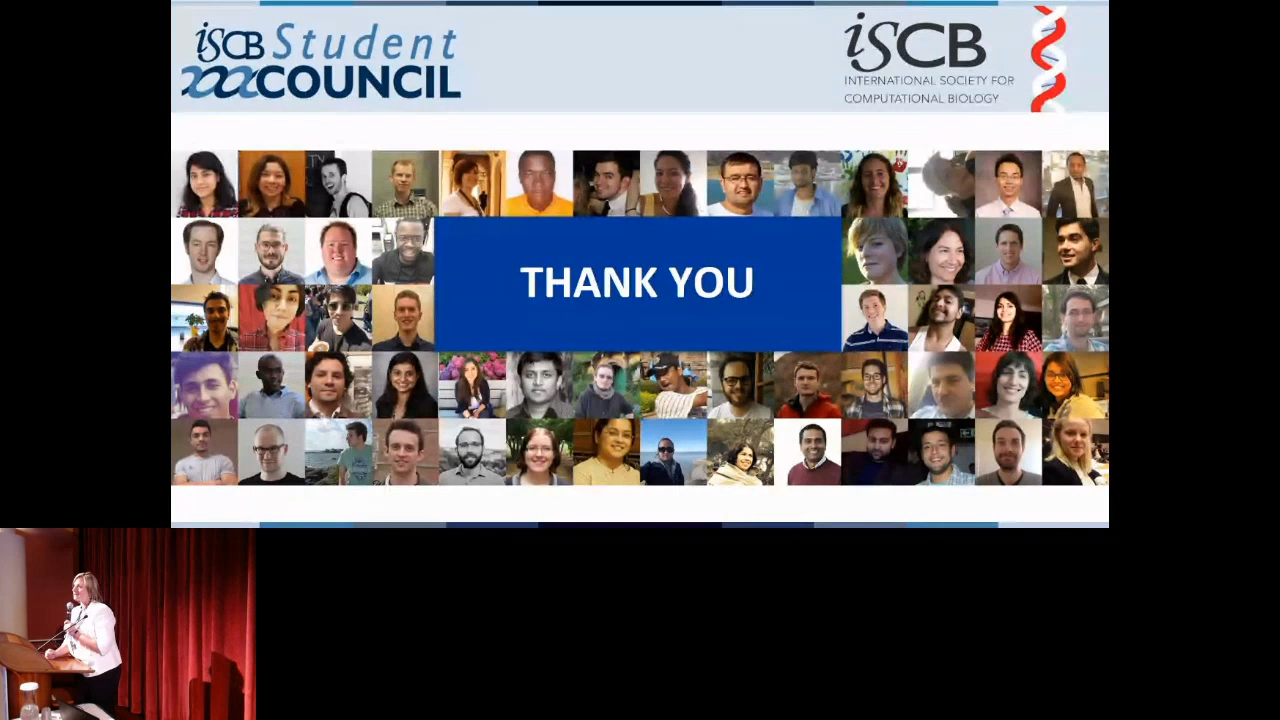 iSCB Student
COUNCIL
iSCB
INTERNATIONAL SOCIETY FOR
COMPUTATIONAL BIOLOGY
THANK YOU